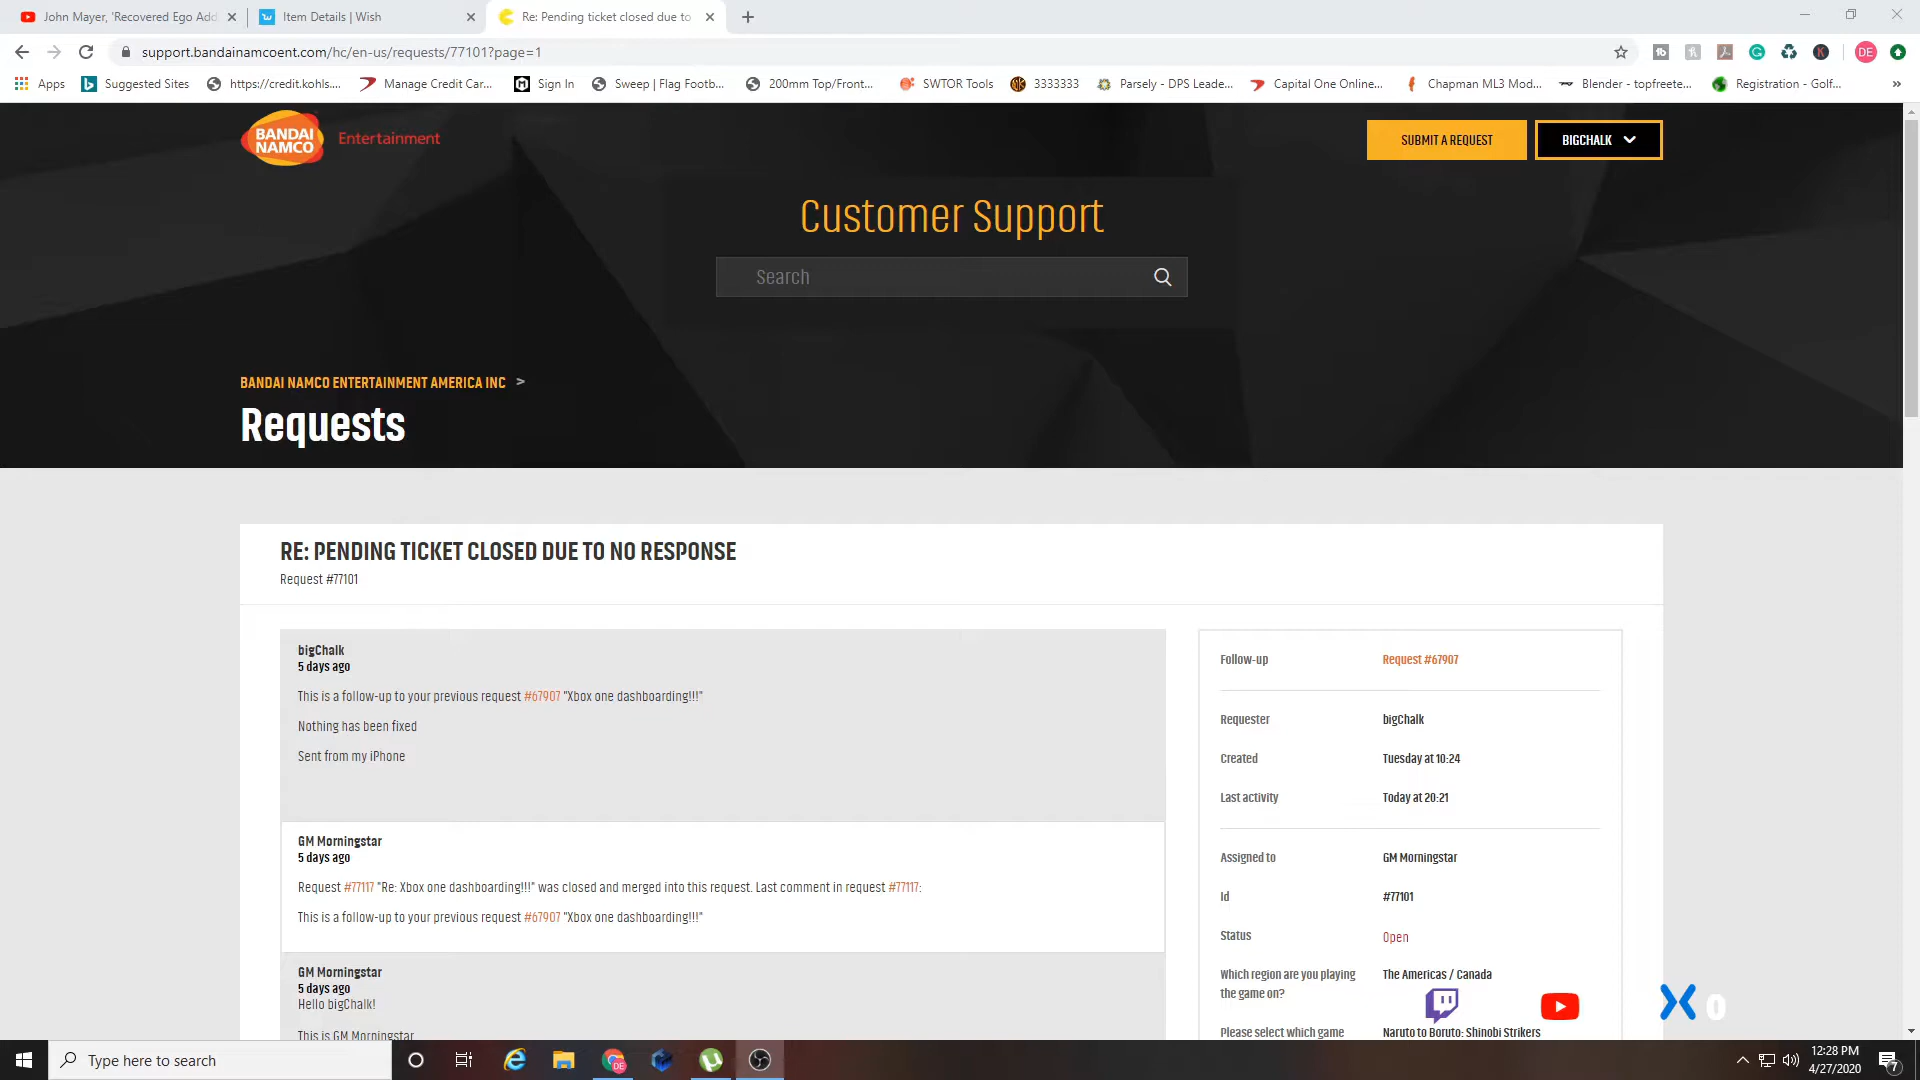 John Mayer, 'Recovered Ego Add
Item Details | Wish
Re: Pending ticket closed due to
support.bandainamcoent.com/hc/en-us/requests/77101?page=1
DE
Apps
Suggested Sites
https://credit.kohls....
Manage Credit Car...
Sign In
Sweep | Flag Footb...
200mm Top/Front...
SWTOR Tools
3333333
Parsely - DPS Leade...
Capital One Online...
Chapman ML3 Mod...
Blender - topfreete...
Registration - Golf...
»
BANDAI
NAMCO
Entertainment
SUBMIT A REQUEST
BIGCHALK
Customer Support
Search
BANDAI NAMCO ENTERTAINMENT AMERICA INC >
Requests
RE: PENDING TICKET CLOSED DUE TO NO RESPONSE
Request #77101
bigChalk
5 days ago
This is a follow-up to your previous request #67907 "Xbox one dashboarding!!!"
Nothing has been fixed
Sent from my iPhone
GM Morningstar
5 days ago
Request #77117 "Re: Xbox one dashboarding!!!" was closed and merged into this request. Last comment in request #77117:
This is a follow-up to your previous request #67907 "Xbox one dashboarding!!!"
GM Morningstar
5 days ago
Hello bigChalk!
This is GM Morningstar
Follow-up Request #67907
Requester bigChalk
Created Tuesday at 10:24
Last activity Today at 20:21
Assigned to GM Morningstar
Id #77101
Status Open
Which region are you playing The Americas / Canada
the game on?
Please select which game Naruto to Boruto: Shinobi Strikers
0
Type here to search
DE
12:28 PM
4/27/2020
7